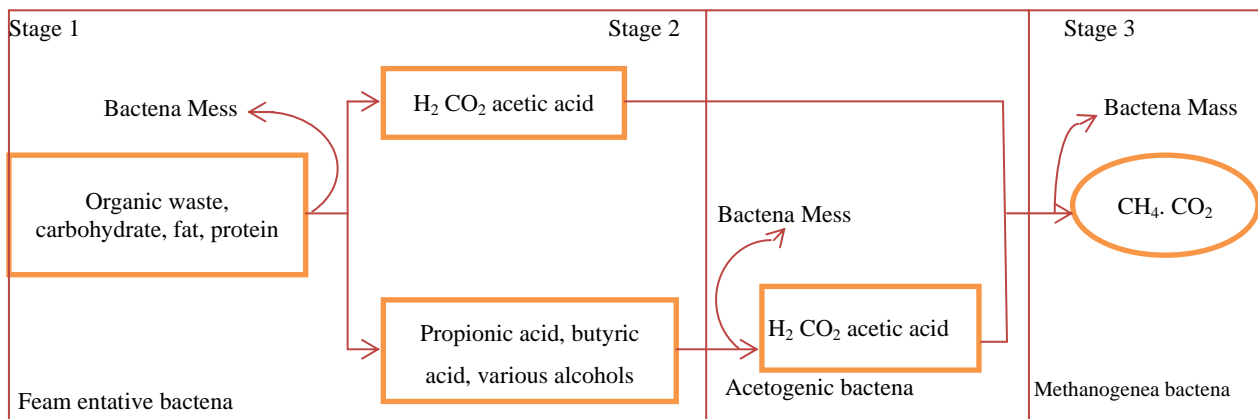 Stage 1
Stage 2
Stage 3
Bactena Mess
H₂ CO₂ acetic acid
Bactena Mass
Organic waste,
carbohydrate, fat, protein
Bactena Mess
CH₄. CO₂
Propionic acid, butyric
acid, various alcohols
H₂ CO₂ acetic acid
Feam entative bactena
Acetogenic bactena
Methanogenea bactena